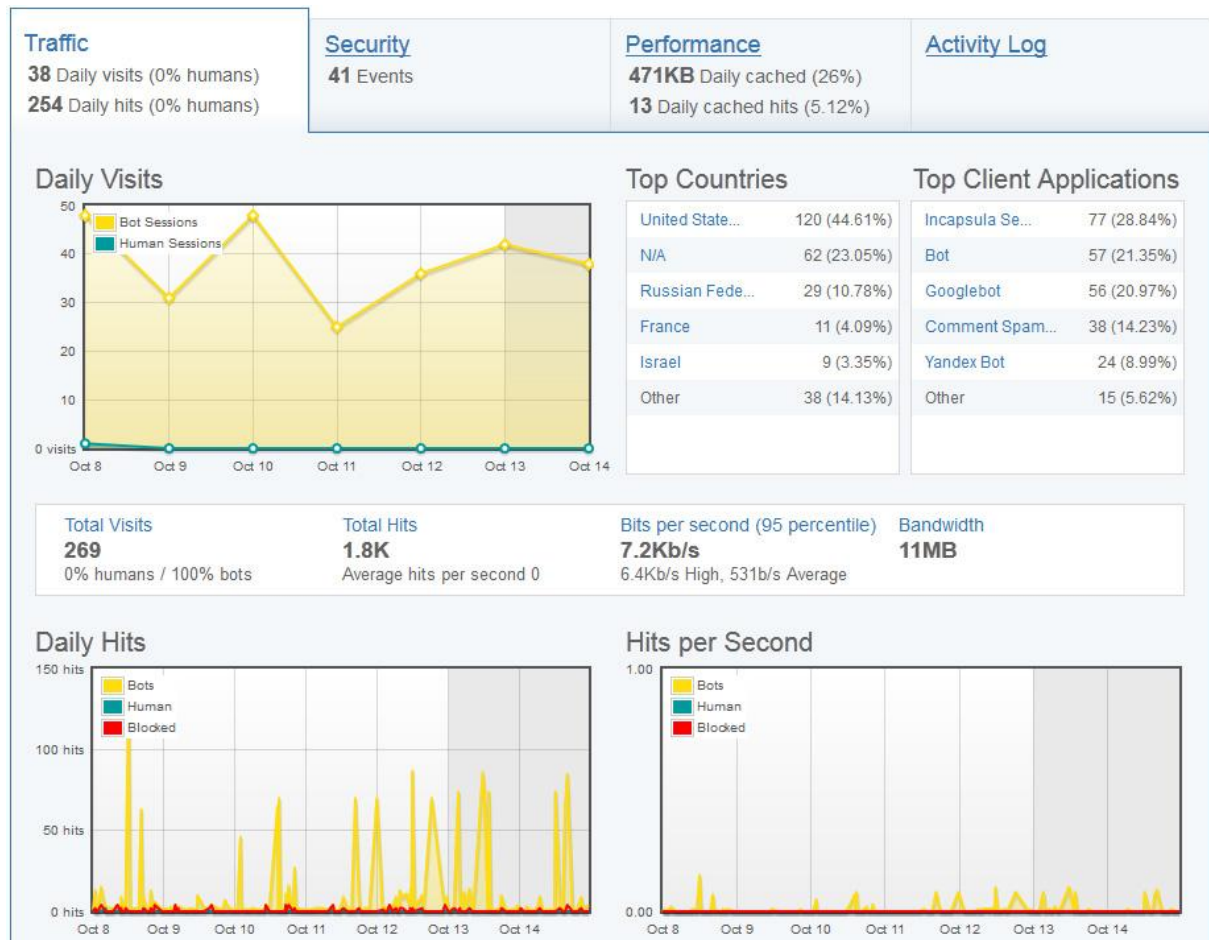 Traffic
38 Daily visits (0% humans)
254 Daily hits (0% humans)
Security
41 Events
Performance
471KB Daily cached (26%)
13 Daily cached hits (5.12%)
Activity Log
Daily Visits
50
40
30
20
10
0 visits
Bot Sessions
Human Sessions
Oct 8 Oct 9 Oct 10 Oct 11 Oct 12 Oct 13 Oct 14
Top Countries
United State... 120 (44.61%)
N/A 62 (23.05%)
Russian Fede... 29 (10.78%)
France 11 (4.09%)
Israel 9 (3.35%)
Other 38 (14.13%)
Top Client Applications
Incapsula Se... 77 (28.84%)
Bot 57 (21.35%)
Googlebot 56 (20.97%)
Comment Spam... 38 (14.23%)
Yandex Bot 24 (8.99%)
Other 15 (5.62%)
Total Visits
269
0% humans / 100% bots
Total Hits
1.8K
Average hits per second 0
Bits per second (95 percentile)
7.2Kb/s
6.4Kb/s High, 531b/s Average
Bandwidth
11MB
Daily Hits
150 hits
100 hits
50 hits
0 hits
Bots
Human
Blocked
Oct 8 Oct 9 Oct 10 Oct 11 Oct 12 Oct 13 Oct 14
Hits per Second
1.00
0.00
Bots
Human
Blocked
Oct 8 Oct 9 Oct 10 Oct 11 Oct 12 Oct 13 Oct 14